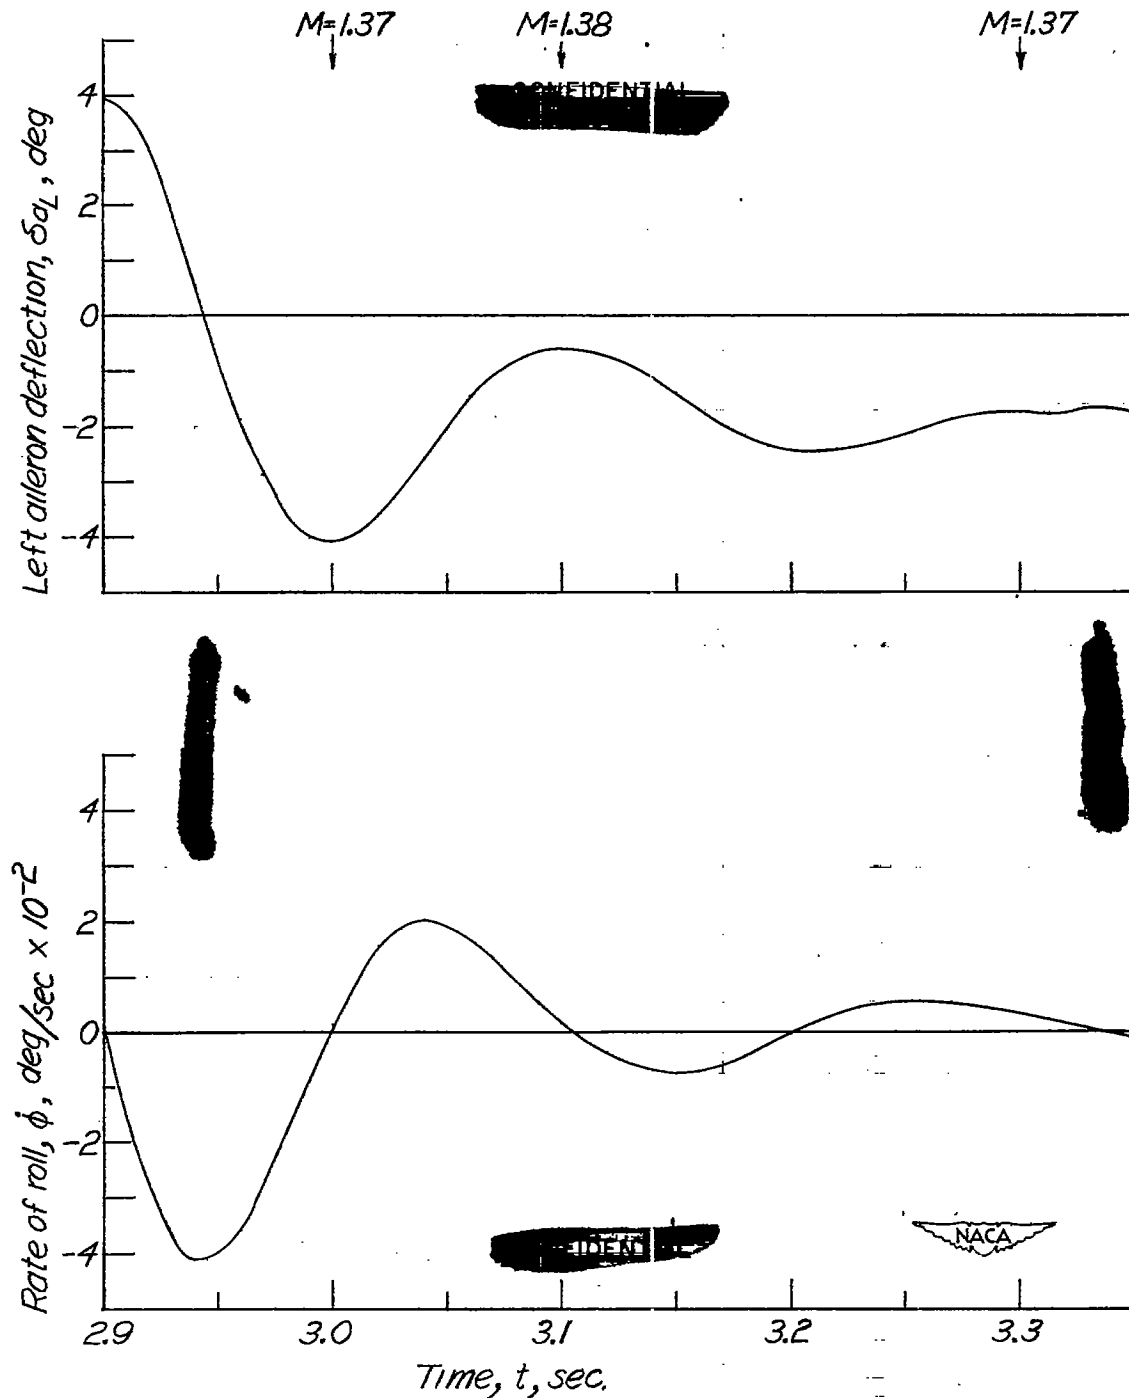 M=1.37 M=1.38 M=1.37
CONFIDENTIAL
Left aileron deflection, δaL, deg
4
2
0
-2
-4
Rate of roll, φ̇, deg/sec × 10⁻²
4
2
0
-2
-4
NACA
2.9 3.0 3.1 3.2 3.3
Time, t, sec.